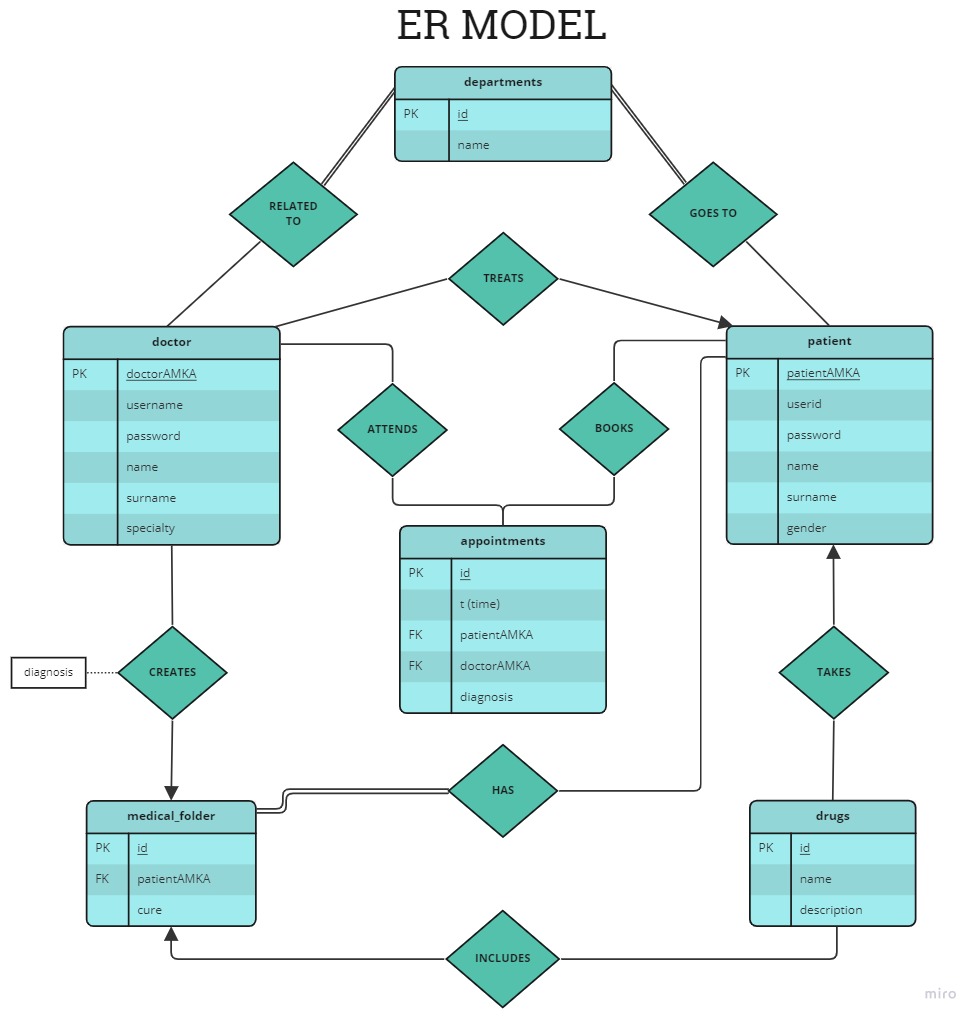 ER MODEL
departments
PK id
name
RELATED
TO
GOES TO
TREATS
doctor
PK doctorAMKA
username
password
name
surname
specialty
patient
PK patientAMKA
userid
password
name
surname
gender
ATTENDS
BOOKS
appointments
PK id
t (time)
FK patientAMKA
FK doctorAMKA
diagnosis
diagnosis
CREATES
TAKES
HAS
medical_folder
PK id
FK patientAMKA
cure
drugs
PK id
name
description
INCLUDES
miro